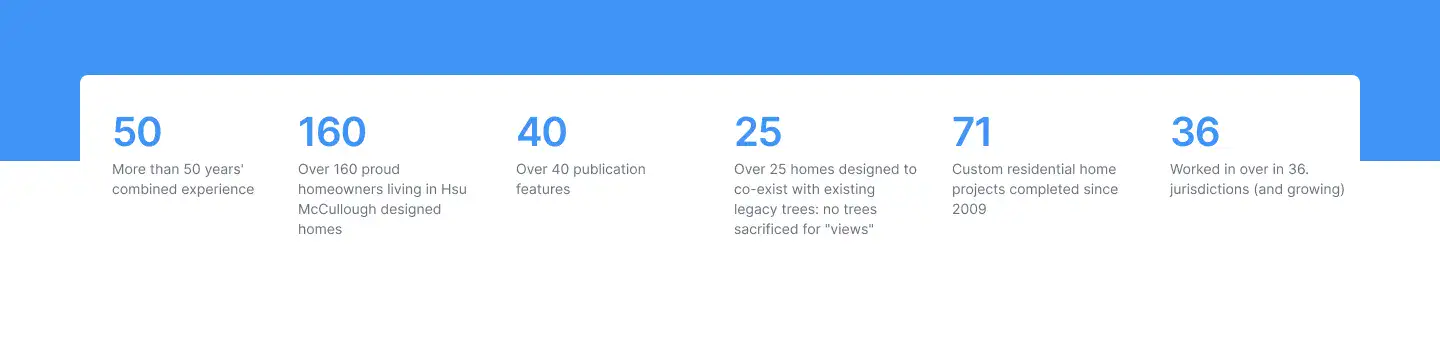 50
More than 50 years'
combined experience
160
Over 160 proud
homeowners living in Hsu
McCullough designed
homes
40
Over 40 publication
features
25
Over 25 homes designed to
co-exist with existing
legacy trees: no trees
sacrificed for "views"
71
Custom residential home
projects completed since
2009
36
Worked in over in 36.
jurisdictions (and growing)